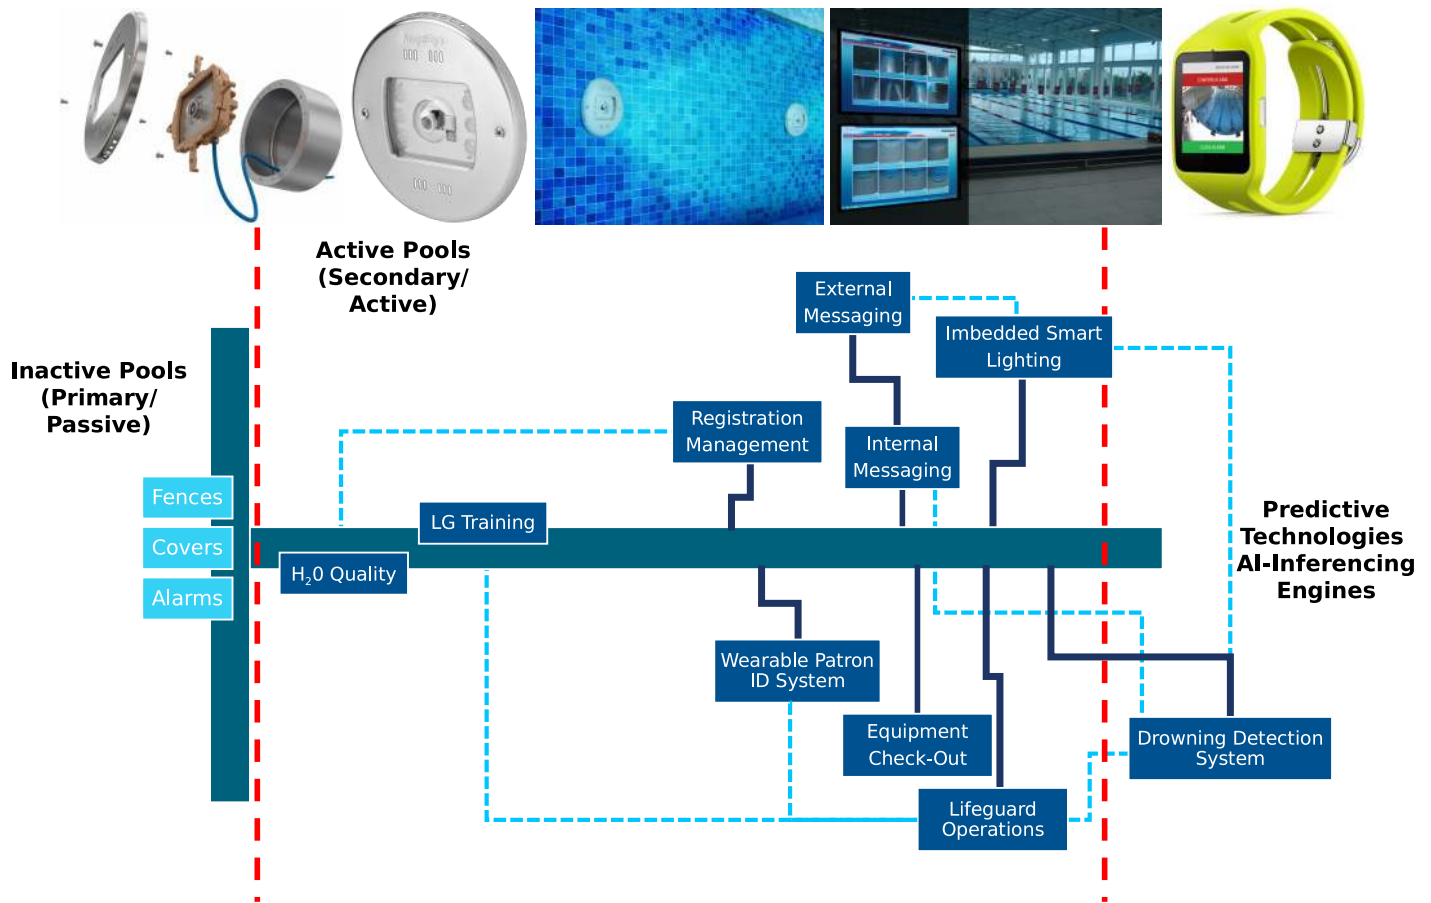 Active Pools
(Secondary/
Active)
External
Messaging
Imbedded Smart
Lighting
Inactive Pools
(Primary/
Passive)
Registration
Management
Internal
Messaging
Fences
Covers
Alarms
LG Training
H₂0 Quality
Predictive
Technologies
AI-Inferencing
Engines
Wearable Patron
ID System
Equipment
Check-Out
Drowning Detection
System
Lifeguard
Operations